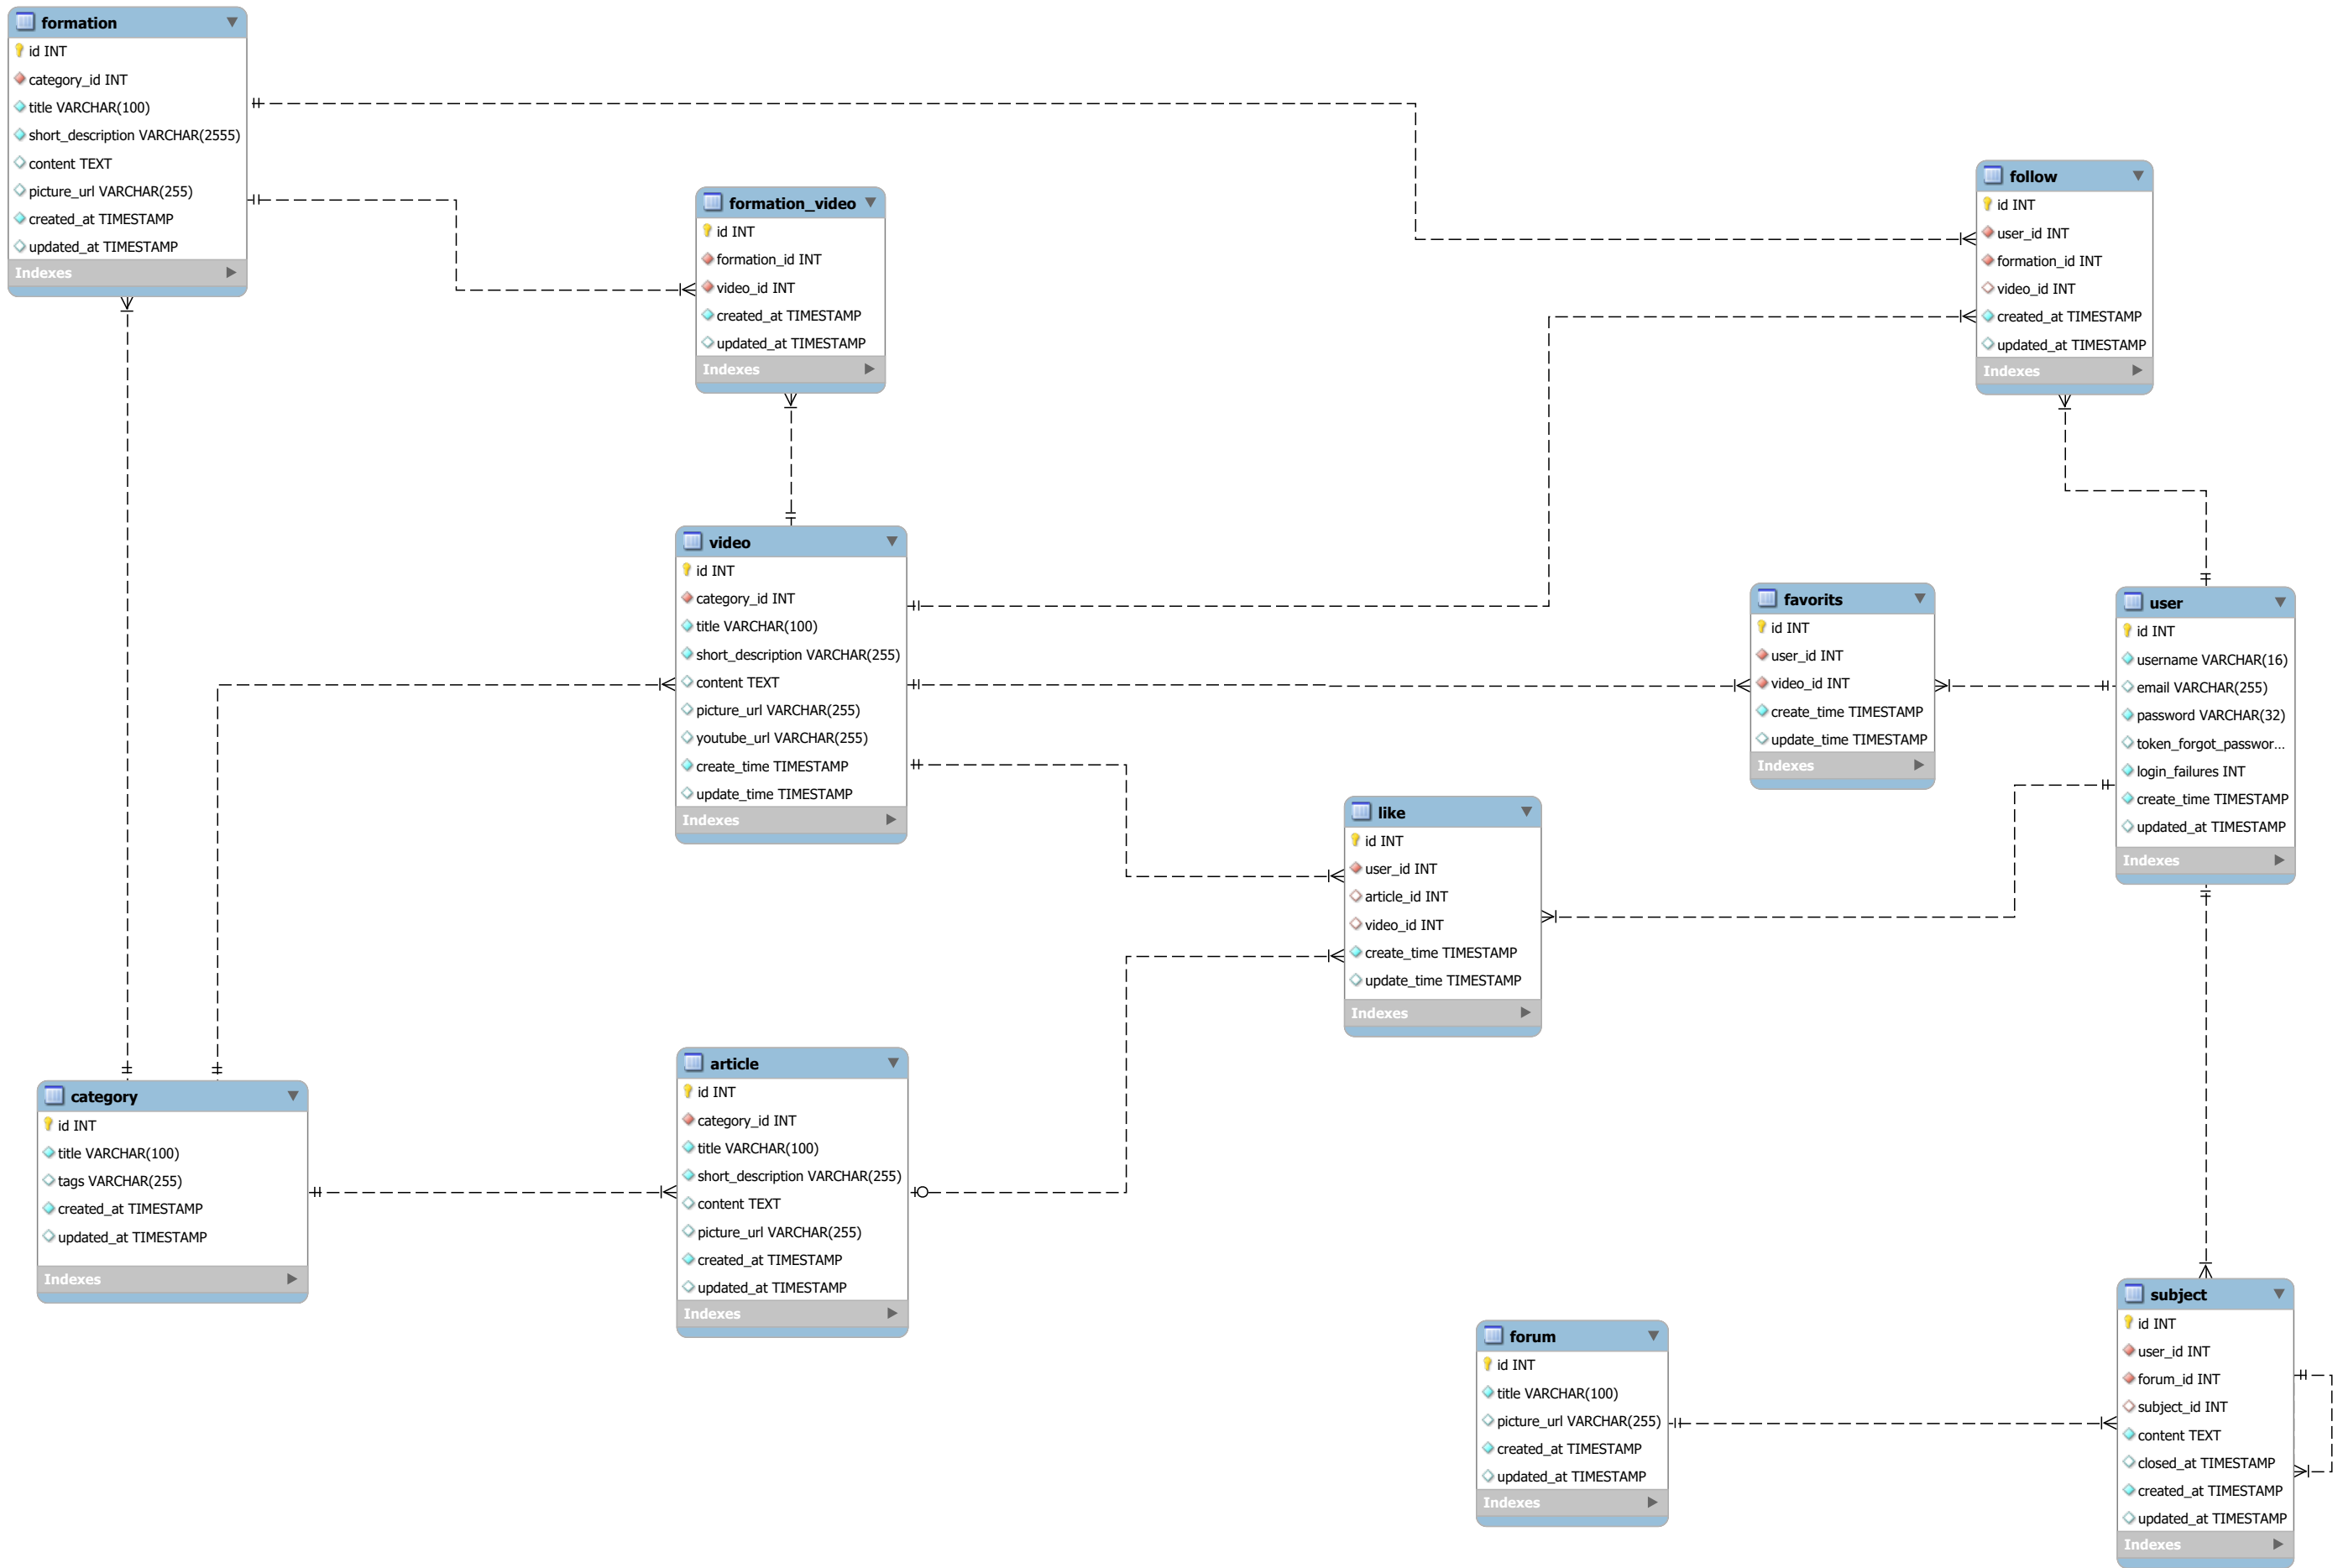 formation
id INT
category_id INT
title VARCHAR(100)
short_description VARCHAR(2555)
content TEXT
picture_url VARCHAR(255)
created_at TIMESTAMP
updated_at TIMESTAMP
Indexes
formation_video
id INT
formation_id INT
video_id INT
created_at TIMESTAMP
updated_at TIMESTAMP
Indexes
follow
id INT
user_id INT
formation_id INT
video_id INT
created_at TIMESTAMP
updated_at TIMESTAMP
Indexes
video
id INT
category_id INT
title VARCHAR(100)
short_description VARCHAR(255)
content TEXT
picture_url VARCHAR(255)
youtube_url VARCHAR(255)
create_time TIMESTAMP
update_time TIMESTAMP
Indexes
favorits
id INT
user_id INT
video_id INT
create_time TIMESTAMP
update_time TIMESTAMP
Indexes
user
id INT
username VARCHAR(16)
email VARCHAR(255)
password VARCHAR(32)
token_forgot_passwor...
login_failures INT
create_time TIMESTAMP
updated_at TIMESTAMP
Indexes
like
id INT
user_id INT
article_id INT
video_id INT
create_time TIMESTAMP
update_time TIMESTAMP
Indexes
category
id INT
title VARCHAR(100)
tags VARCHAR(255)
created_at TIMESTAMP
updated_at TIMESTAMP
Indexes
article
id INT
category_id INT
title VARCHAR(100)
short_description VARCHAR(255)
content TEXT
picture_url VARCHAR(255)
created_at TIMESTAMP
updated_at TIMESTAMP
Indexes
forum
id INT
title VARCHAR(100)
picture_url VARCHAR(255)
created_at TIMESTAMP
updated_at TIMESTAMP
Indexes
subject
id INT
user_id INT
forum_id INT
subject_id INT
content TEXT
closed_at TIMESTAMP
created_at TIMESTAMP
updated_at TIMESTAMP
Indexes